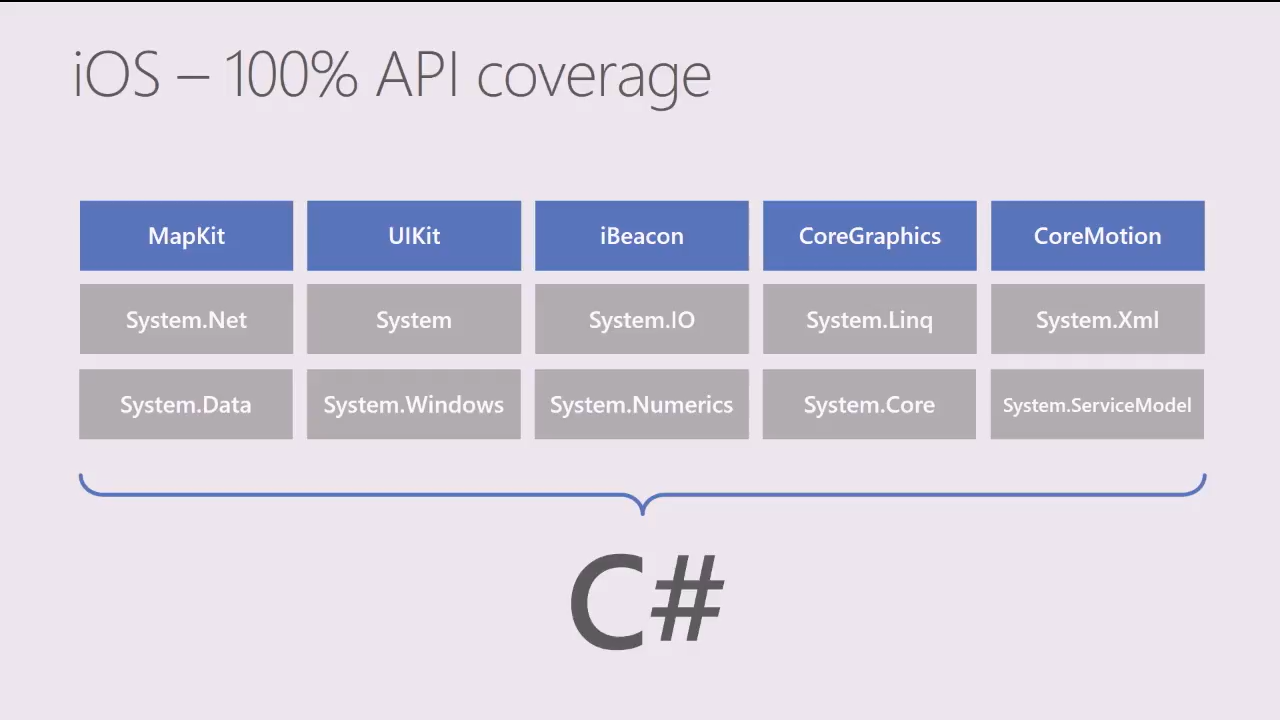 iOS – 100% API coverage
MapKit UIKit iBeacon CoreGraphics CoreMotion
System.Net System System.IO System.Linq System.Xml
System.Data System.Windows System.Numerics System.Core System.ServiceModel
C#